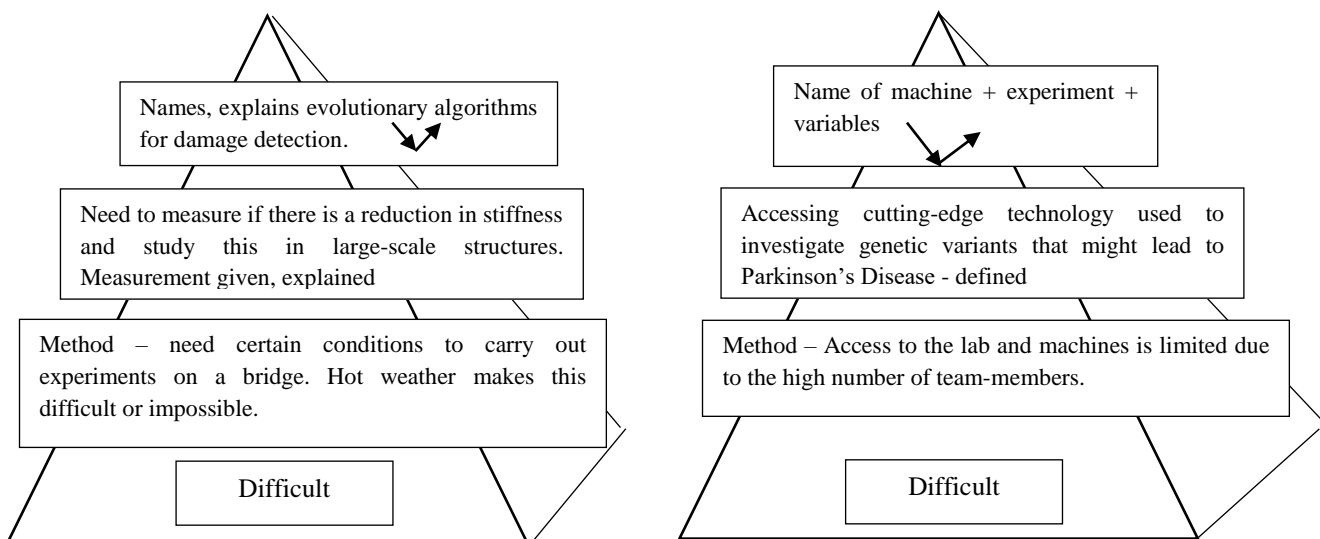 Names, explains evolutionary algorithms
for damage detection.
Need to measure if there is a reduction in stiffness
and study this in large-scale structures.
Measurement given, explained
Method – need certain conditions to carry out
experiments on a bridge. Hot weather makes this
difficult or impossible.
Difficult
Name of machine + experiment +
variables
Accessing cutting-edge technology used to
investigate genetic variants that might lead to
Parkinson’s Disease - defined
Method – Access to the lab and machines is limited due
to the high number of team-members.
Difficult